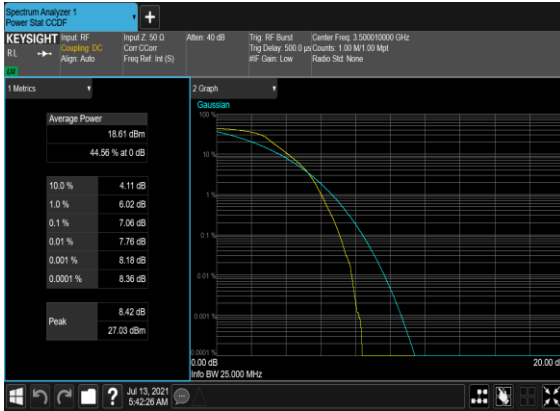 Spectrum Analyzer 1
Power Stat CCDF
KEYSIGHT
RL
Input: RF
Coupling: DC
Align: Auto
Input Z: 50 Ω
Corr CCorr
Freq Ref: Int (S)
Atten: 40 dB
Trig: RF Burst
Trig Delay: 500.0 µs
#IF Gain: Low
Center Freq: 3.500010000 GHz
Counts: 1.00 M/1.00 Mpt
Radio Std: None
1 Metrics
Average Power
18.61 dBm
44.56 % at 0 dB
10.0 % 4.11 dB
1.0 % 6.02 dB
0.1 % 7.06 dB
0.01 % 7.76 dB
0.001 % 8.18 dB
0.0001 % 8.36 dB
Peak
8.42 dB
27.03 dBm
2 Graph
Gaussian
100 %
10 %
1 %
0.1 %
0.01 %
0.001 %
0.0001 %
0.00 dB
20.00 d
Info BW 25.000 MHz
?
Jul 13, 2021
5:42:26 AM